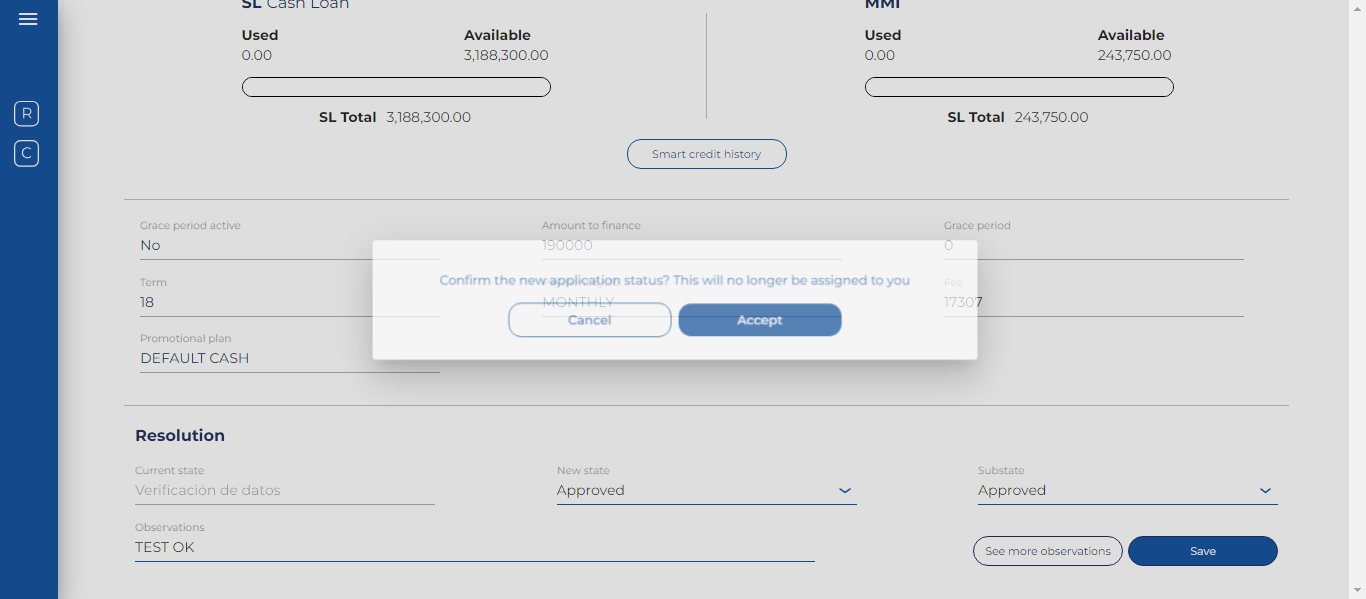 SL Cash Loan
MMI
Used
Available
Used
Available
0.00
3,188,300.00
0.00
243,750.00
R
C
SL Total 3,188,300.00
SL Total 243,750.00
Smart credit history
Grace period active
Amount to finance
Grace period
No
190000
0
Confirm the new application status? This will no longer be assigned to you
Term
Fee
18
MONTHLY
17307
Cancel
Accept
Promotional plan
DEFAULT CASH
Resolution
Current state
New state
Substate
Verificación de datos
Approved
Approved
Observations
TEST OK
See more observations
Save